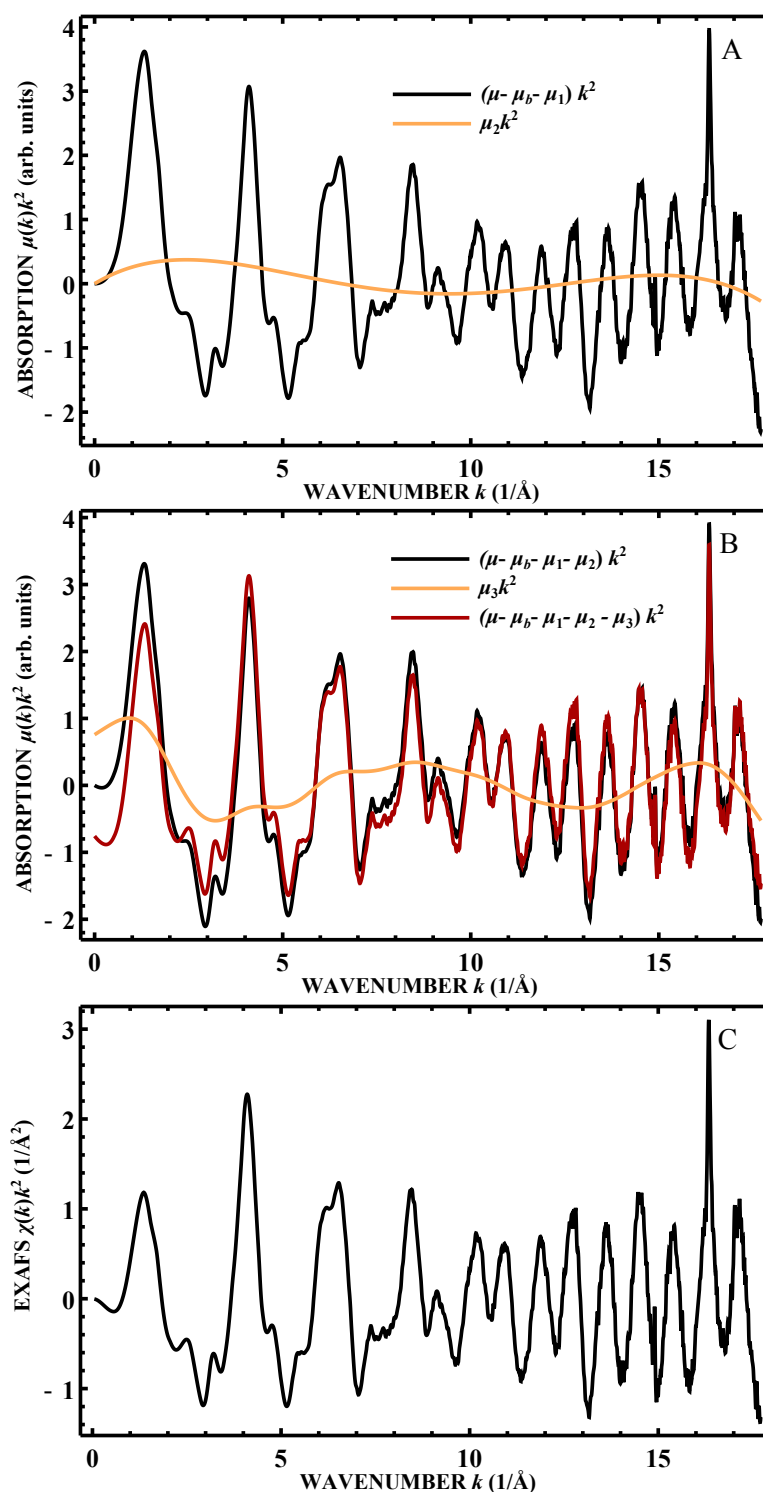 A
(μ- μb- μ1) k2
μ2k2
ABSORPTION μ(k)k2 (arb. units)
4
3
2
1
0
- 1
- 2
0 5 10 15
WAVENUMBER k (1/Å)
B
(μ- μb- μ1- μ2) k2
μ3k2
(μ- μb- μ1- μ2 - μ3) k2
ABSORPTION μ(k)k2 (arb. units)
4
3
2
1
0
- 1
- 2
0 5 10 15
WAVENUMBER k (1/Å)
C
EXAFS χ(k)k2 (1/Å2)
3
2
1
0
- 1
0 5 10 15
WAVENUMBER k (1/Å)